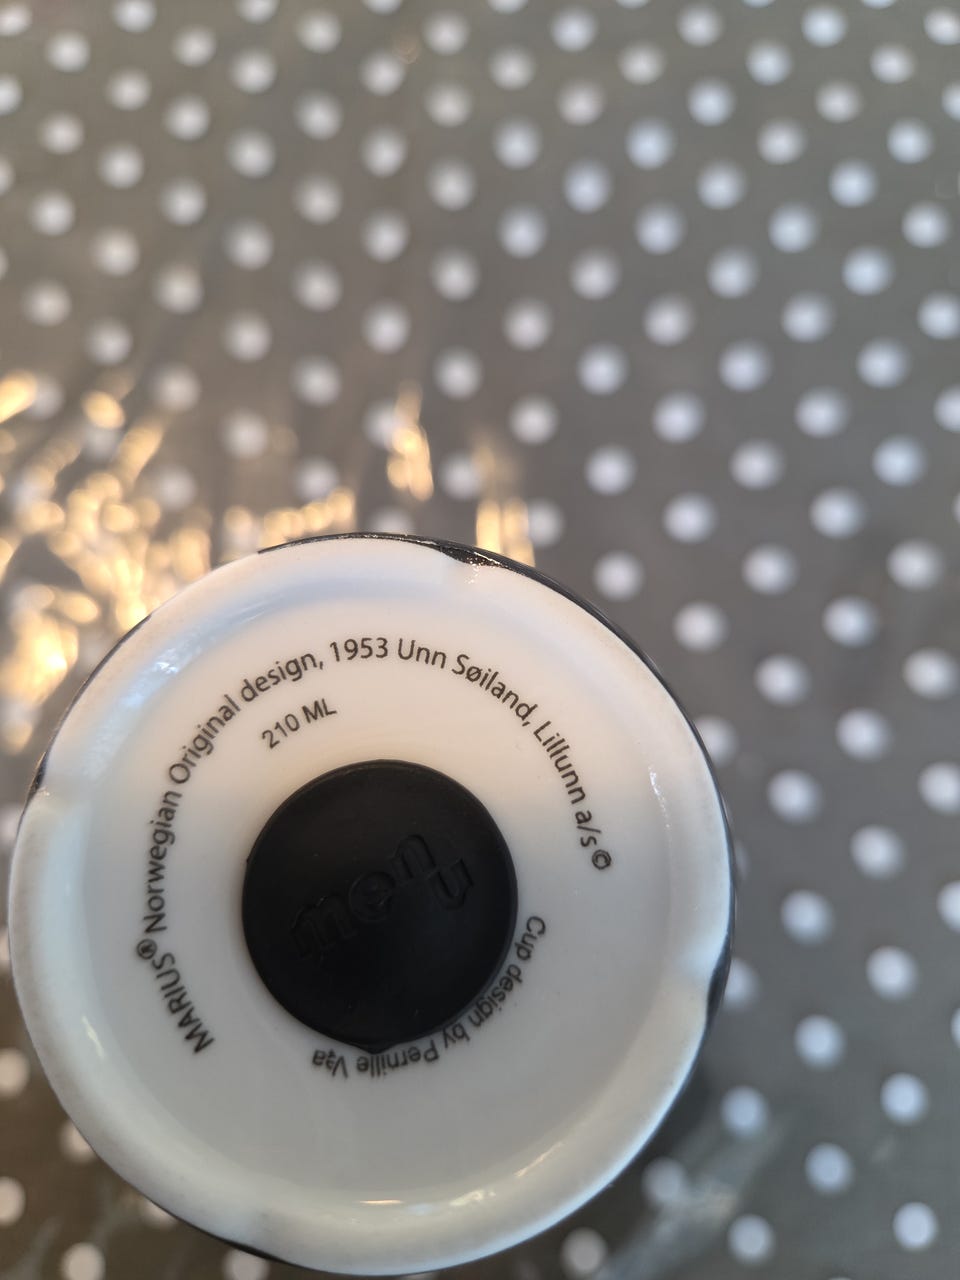 MARIUS® Norwegian Original design, 1953 Unn Søiland, Lillunn a/s©
210 ML
menu
Cup design by Pernille Vea